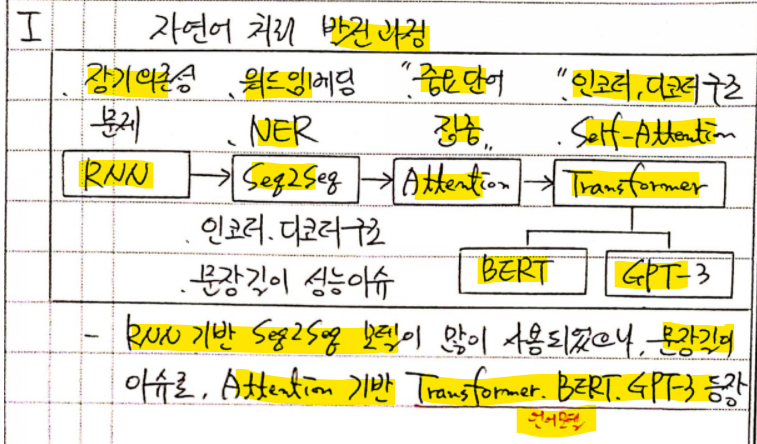 I 자연어 처리 발전과정
. 장기의존성 . 워드임베딩 "중요단어 "인코더, 디코더 구조
문제 . NER 집중" . Self-Attention
RNN Seq2Seq Attention Transformer
. 인코더. 디코더 구조
. 문장길이 성능이슈 BERT GPT-3
- RNN 기반 Seq2Seq 모델이 많이 사용되었으나, 문장길이
이슈로, Attention 기반 Transformer. BERT. GPT-3 등장
언어모델